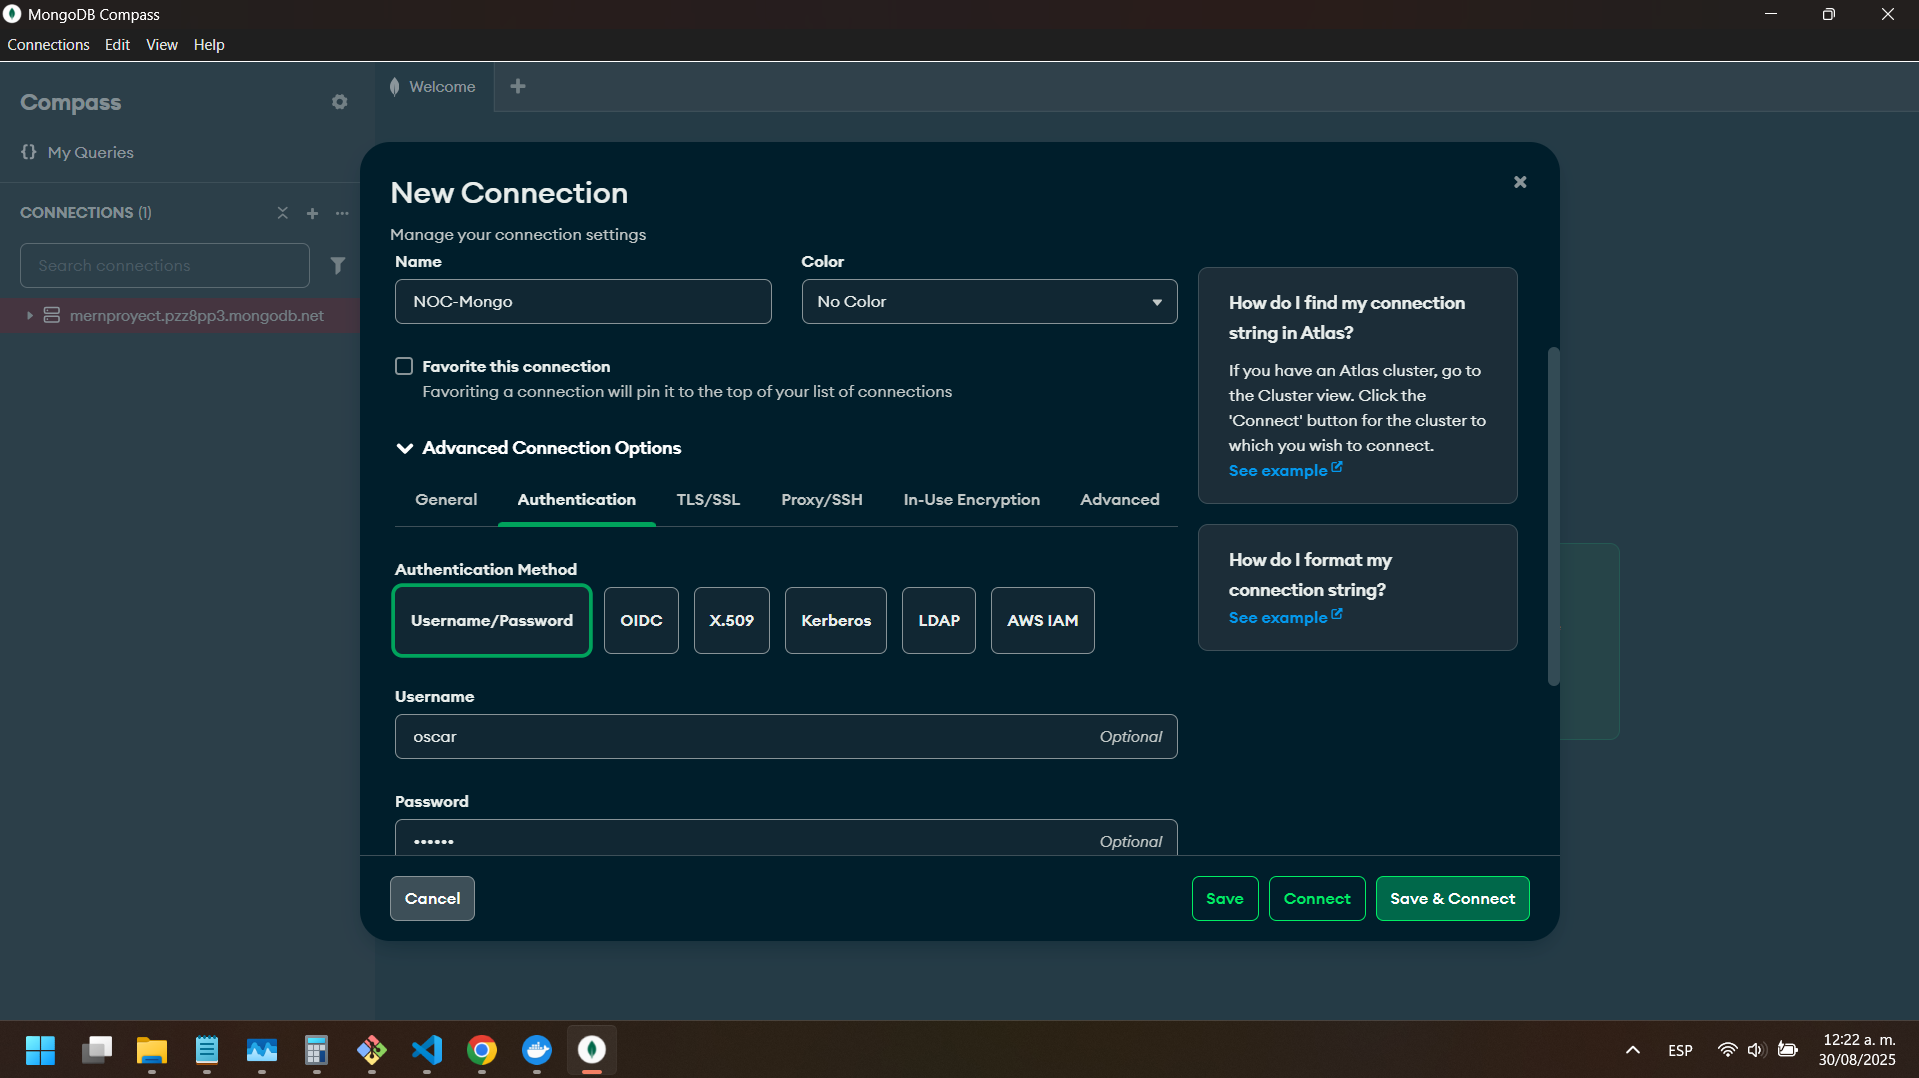 MongoDB Compass
Connections Edit View Help
Compass
Welcome
{} My Queries
CONNECTIONS (1)
Search connections
mernproyect.pzz8pp3.mongodb.net
New Connection
Manage your connection settings
Name
NOC-Mongo
Color
No Color
Favorite this connection
Favoriting a connection will pin it to the top of your list of connections
Advanced Connection Options
General Authentication TLS/SSL Proxy/SSH In-Use Encryption Advanced
Authentication Method
Username/Password OIDC X.509 Kerberos LDAP AWS IAM
Username
oscar Optional
Password
•••••• Optional
How do I find my connection
string in Atlas?
If you have an Atlas cluster, go to
the Cluster view. Click the
'Connect' button for the cluster to
which you wish to connect.
See example
How do I format my
connection string?
See example
Cancel Save Connect Save & Connect
ESP
12:22 a. m.
30/08/2025